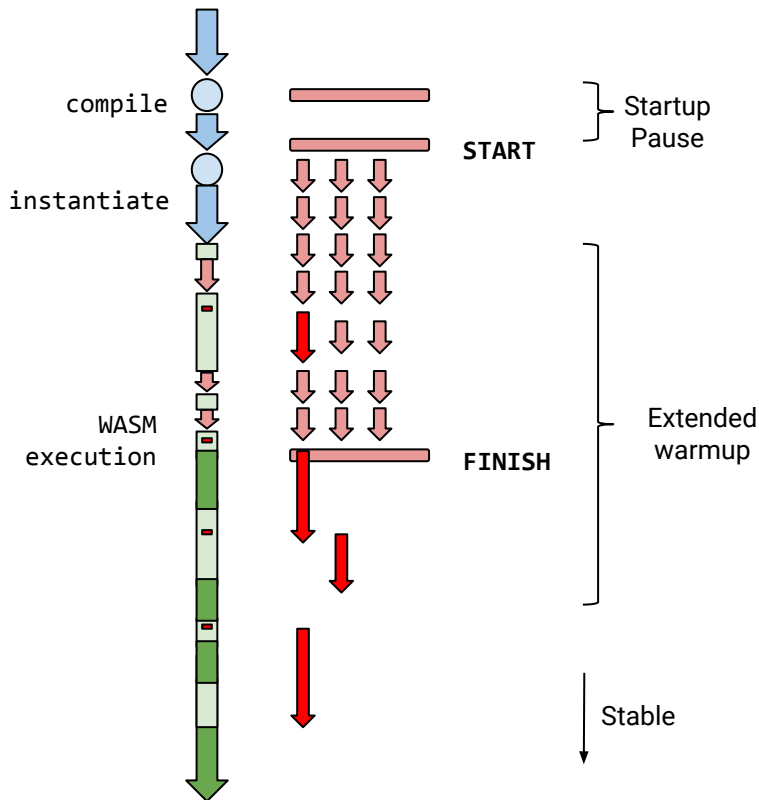 compile
Startup
Pause
START
instantiate
WASM
execution
Extended
warmup
FINISH
Stable